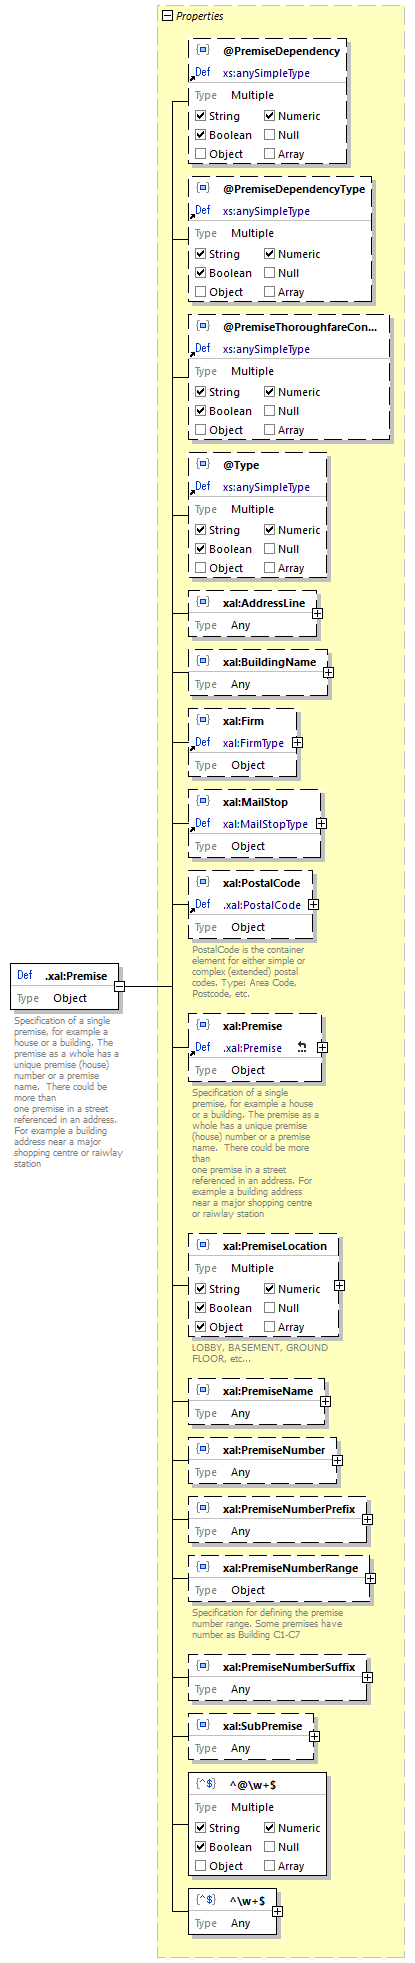 Properties
@PremiseDependency
Def xs:anySimpleType
Type Multiple
String Numeric
Boolean Null
Object Array
@PremiseDependencyType
Def xs:anySimpleType
Type Multiple
String Numeric
Boolean Null
Object Array
@PremiseThoroughfareCon...
Def xs:anySimpleType
Type Multiple
String Numeric
Boolean Null
Object Array
@Type
Def xs:anySimpleType
Type Multiple
String Numeric
Boolean Null
Object Array
xal:AddressLine
Type Any
xal:BuildingName
Type Any
xal:Firm
Def xal:FirmType
Type Object
xal:MailStop
Def xal:MailStopType
Type Object
xal:PostalCode
Def .xal:PostalCode
Type Object
PostalCode is the container
element for either simple or
complex (extended) postal
codes. Type: Area Code,
Postcode, etc.
Def .xal:Premise
Type Object
Specification of a single
premise, for example a
house or a building. The
premise as a whole has a
unique premise (house)
number or a premise
name.  There could be
more than
one premise in a street
referenced in an address.
For example a building
address near a major
shopping centre or raiwlay
station
xal:Premise
Def .xal:Premise
Type Object
Specification of a single
premise, for example a house
or a building. The premise as a
whole has a unique premise
(house) number or a premise
name.  There could be more
than
one premise in a street
referenced in an address. For
example a building address
near a major shopping centre
or raiwlay station
xal:PremiseLocation
Type Multiple
String Numeric
Boolean Null
Object Array
LOBBY, BASEMENT, GROUND
FLOOR, etc...
xal:PremiseName
Type Any
xal:PremiseNumber
Type Any
xal:PremiseNumberPrefix
Type Any
xal:PremiseNumberRange
Type Object
Specification for defining the premise
number range. Some premises have
number as Building C1-C7
xal:PremiseNumberSuffix
Type Any
xal:SubPremise
Type Any
{^$} ^@\w+$
Type Multiple
String Numeric
Boolean Null
Object Array
{^$} ^\w+$
Type Any